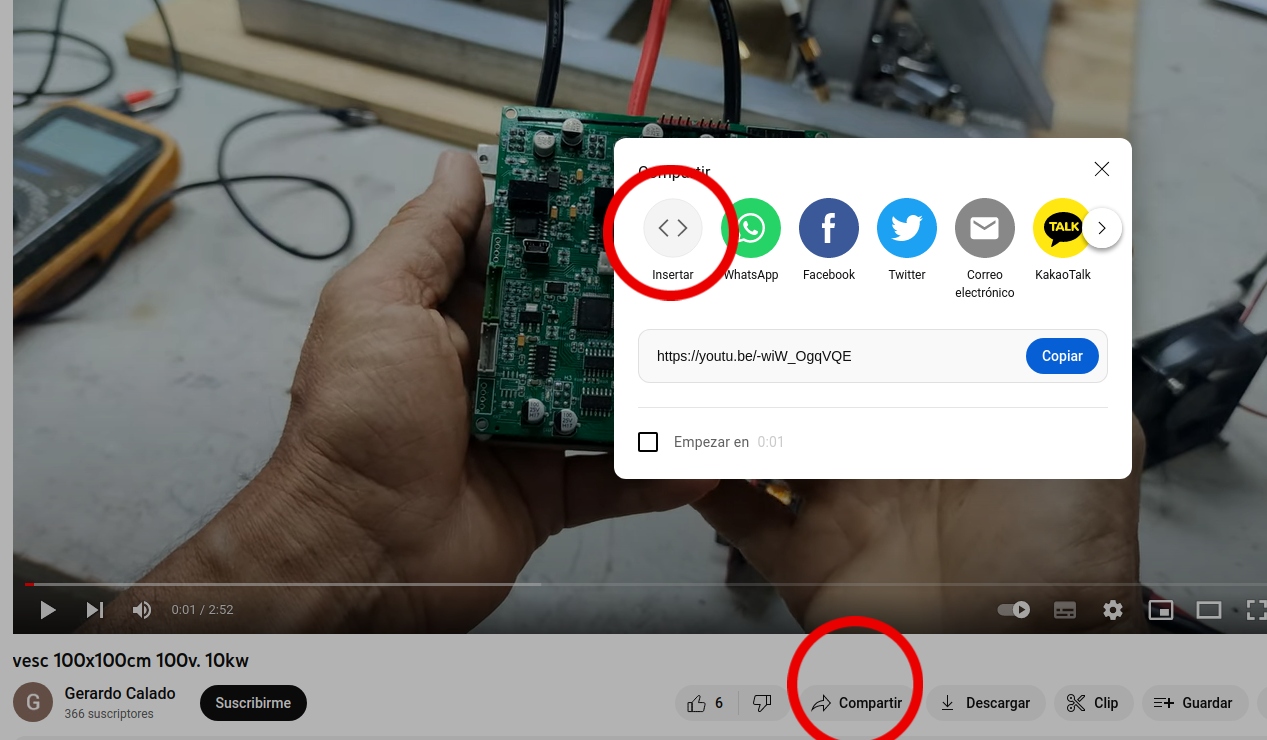 Compartir
Insertar
WhatsApp
Facebook
Twitter
Correo
electrónico
TALK
KakaoTalk
https://youtu.be/-wiW_OgqVQE
Copiar
Empezar en 0:01
0:01 / 2:52
vesc 100x100cm 100v. 10kw
G
Gerardo Calado
366 suscriptores
Suscribirme
6
Compartir
Descargar
Clip
Guardar